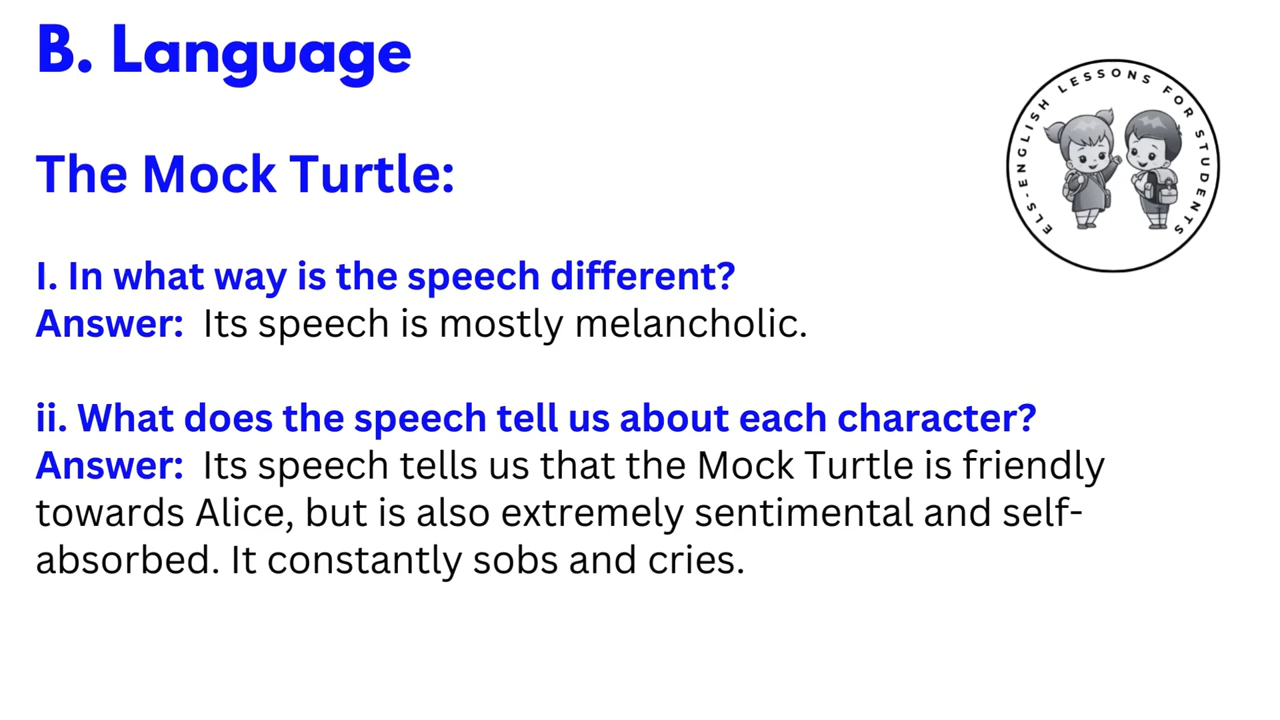 B. Language
ELS-ENGLISH LESSONS FOR STUDENTS
The Mock Turtle:
I. In what way is the speech different?
Answer: Its speech is mostly melancholic.
ii. What does the speech tell us about each character?
Answer: Its speech tells us that the Mock Turtle is friendly
towards Alice, but is also extremely sentimental and self-
absorbed. It constantly sobs and cries.